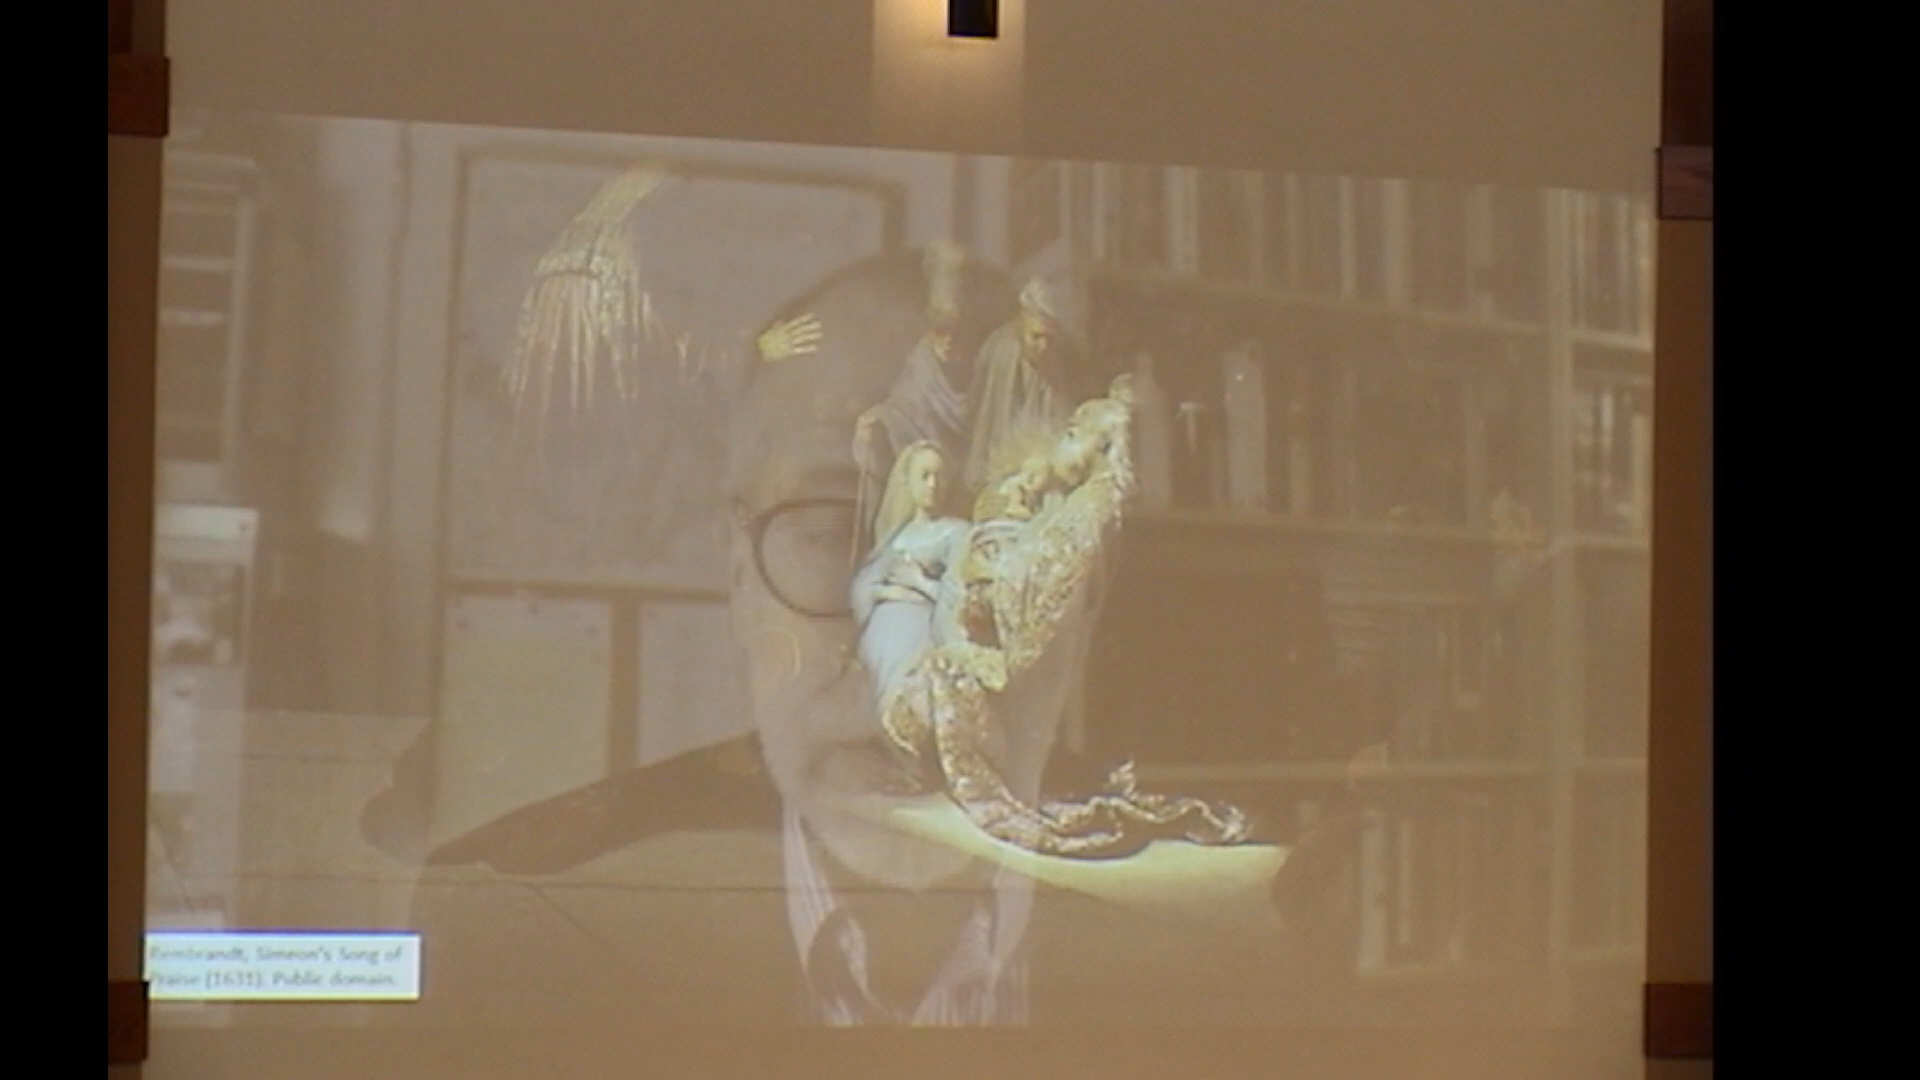 Rembrandt, Simeon's Song of
Praise (1631). Public domain.